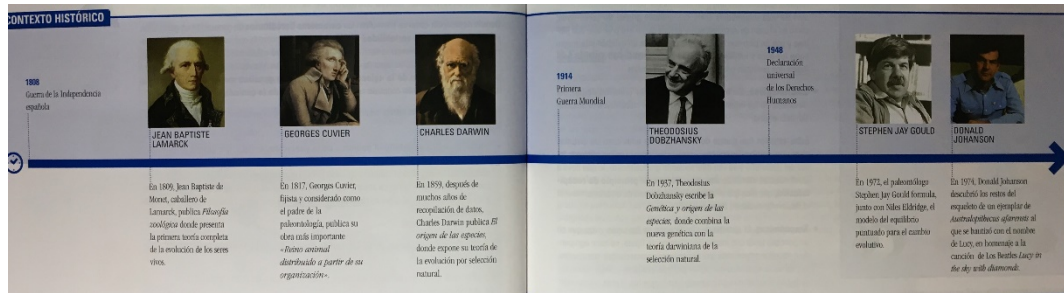 CONTEXTO HISTÓRICO
1808
Guerra de la Independencia
española
JEAN BAPTISTE
LAMARCK
En 1809, Jean Baptiste de
Monet, caballero de
Lamarck, publica Filosofía
zoológica donde presenta
la primera teoría completa
de la evolución de los seres
vivos.
GEORGES CUVIER
En 1817, Georges Cuvier,
fijista y considerado como
el padre de la
paleontología, publica su
obra más importante
«Reino animal
distribuido a partir de su
organización».
CHARLES DARWIN
En 1859, después de
muchos años de
recopilación de datos,
Charles Darwin publica El
origen de las especies,
donde expone su teoría de
la evolución por selección
natural.
1914
Primera
Guerra Mundial
THEODOSIUS
DOBZHANSKY
En 1937, Theodosius
Dobzhansky escribe la
Genética y origen de las
especies, donde combina la
nueva genética con la
teoría darwiniana de la
selección natural.
1948
Declaración
universal
de los Derechos
Humanos
STEPHEN JAY GOULD
En 1972, el paleontólogo
Stephen Jay Gould formula,
junto con Niles Eldridge, el
modelo del equilibrio
puntuado para el cambio
evolutivo.
DONALD
JOHANSON
En 1974, Donald Johanson
descubrió los restos del
esqueleto de un ejemplar de
Australopithecus afarensis al
que se bautizó con el nombre
de Lucy, en homenaje a la
canción de Los Beatles Lucy in
the sky with diamonds.